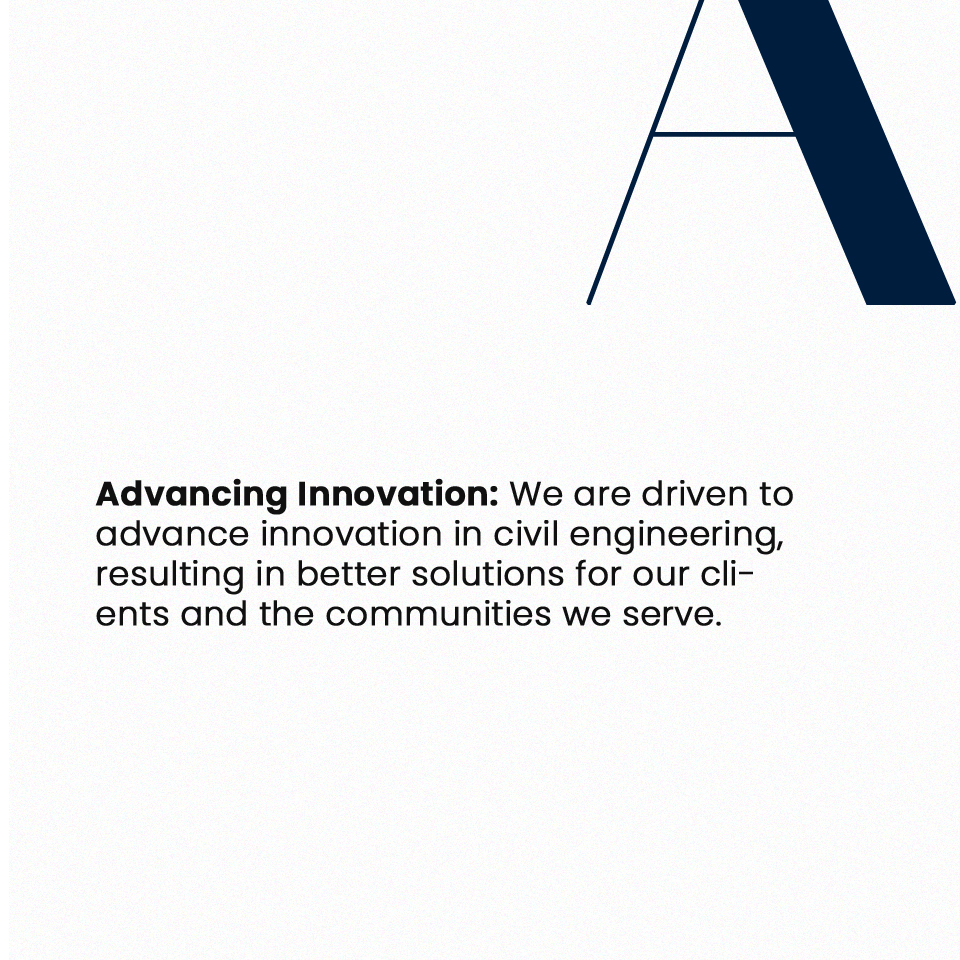 A
Advancing Innovation: We are driven to
advance innovation in civil engineering,
resulting in better solutions for our cli-
ents and the communities we serve.